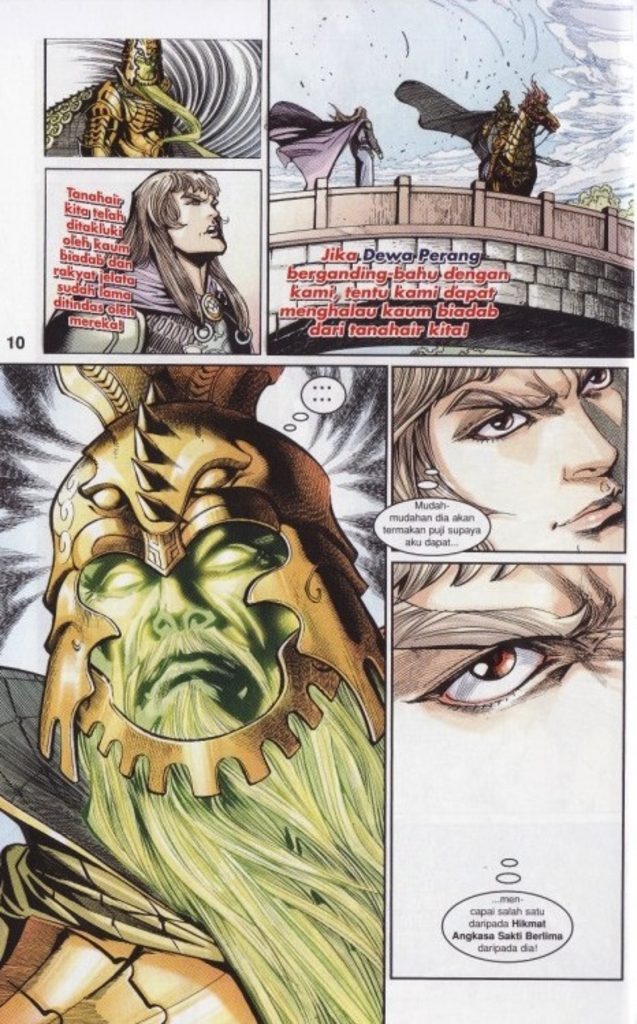 Tanahair
kita telah
ditakluki
oleh kaum
biadab dan
rakyat jelata
sudah lama
ditindas oleh
mereka!
Jika Dewa Perang
berganding-bahu dengan
kami, tentu kami dapat
menghalau kaum biadab
dari tanahair kita!
10
...
...
Mudah-
mudahan dia akan
termakan puji supaya
aku dapat...
...men-
capai salah satu
daripada Hikmat
Angkasa Sakti Berlima
daripada dia!